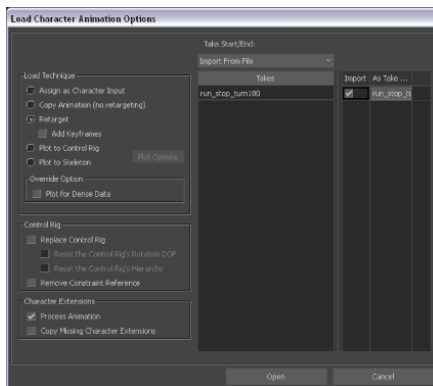 Load Character Animation Options
Take Start/End:
Import From File
Load Technique
Assign as Character Input
Copy Animation (no retargeting)
Retarget
Add Keyframes
Plot to Control Rig
Plot to Skeleton
Plot Options
Override Option
Plot for Dense Data
Control Rig
Replace Control Rig
Reset the Control Rig's Rotation DOF
Reset the Control Rig's Hierarchy
Remove Constraint Reference
Character Extensions
Process Animation
Copy Missing Character Extensions
Takes
run_stop_turn180
Import As Take ...
run_stop_tu
Open
Cancel